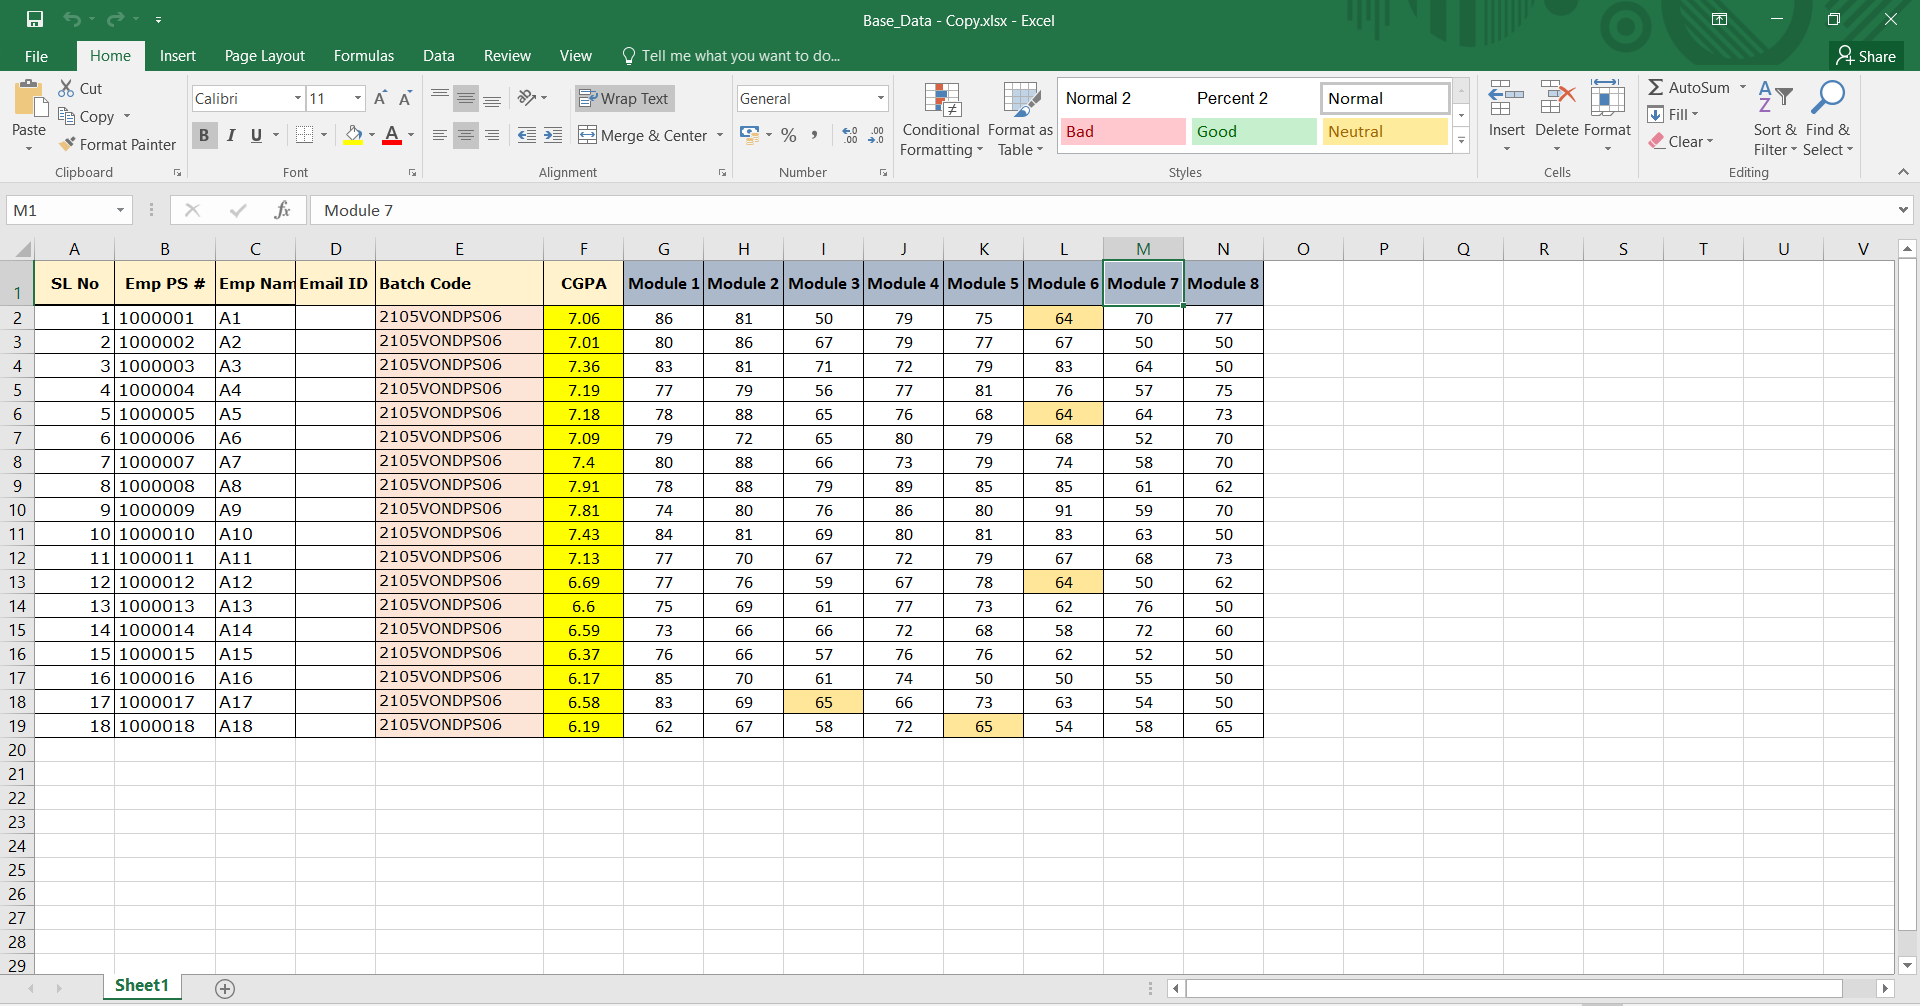 Base_Data - Copy.xlsx - Excel
File Home Insert Page Layout Formulas Data Review View Tell me what you want to do... Share
Paste Cut Copy Format Painter Clipboard
Calibri 11 A A B I U A Font
Wrap Text Merge & Center Alignment
General % , .00 .0 Number
Conditional Formatting Format as Table
Normal 2 Percent 2 Normal
Bad Good Neutral
Styles
Insert Delete Format Cells
AutoSum Fill Clear Sort & Filter Find & Select Editing
M1 fx Module 7
A B C D E F G H I J K L M N O P Q R S T U V
1 SL No Emp PS # Emp Nam Email ID Batch Code CGPA Module 1 Module 2 Module 3 Module 4 Module 5 Module 6 Module 7 Module 8
2 1 1000001 A1 2105VONDPS06 7.06 86 81 50 79 75 64 70 77
3 2 1000002 A2 2105VONDPS06 7.01 80 86 67 79 77 67 50 50
4 3 1000003 A3 2105VONDPS06 7.36 83 81 71 72 79 83 64 50
5 4 1000004 A4 2105VONDPS06 7.19 77 79 56 77 81 76 57 75
6 5 1000005 A5 2105VONDPS06 7.18 78 88 65 76 68 64 64 73
7 6 1000006 A6 2105VONDPS06 7.09 79 72 65 80 79 68 52 70
8 7 1000007 A7 2105VONDPS06 7.4 80 88 66 73 79 74 58 70
9 8 1000008 A8 2105VONDPS06 7.91 78 88 79 89 85 85 61 62
10 9 1000009 A9 2105VONDPS06 7.81 74 80 76 86 80 91 59 70
11 10 1000010 A10 2105VONDPS06 7.43 84 81 69 80 81 83 63 50
12 11 1000011 A11 2105VONDPS06 7.13 77 70 67 72 79 67 68 73
13 12 1000012 A12 2105VONDPS06 6.69 77 76 59 67 78 64 50 62
14 13 1000013 A13 2105VONDPS06 6.6 75 69 61 77 73 62 76 50
15 14 1000014 A14 2105VONDPS06 6.59 73 66 66 72 68 58 72 60
16 15 1000015 A15 2105VONDPS06 6.37 76 66 57 76 76 62 52 50
17 16 1000016 A16 2105VONDPS06 6.17 85 70 61 74 50 50 55 50
18 17 1000017 A17 2105VONDPS06 6.58 83 69 65 66 73 63 54 50
19 18 1000018 A18 2105VONDPS06 6.19 62 67 58 72 65 54 58 65
20
21
22
23
24
25
26
27
28
29
Sheet1